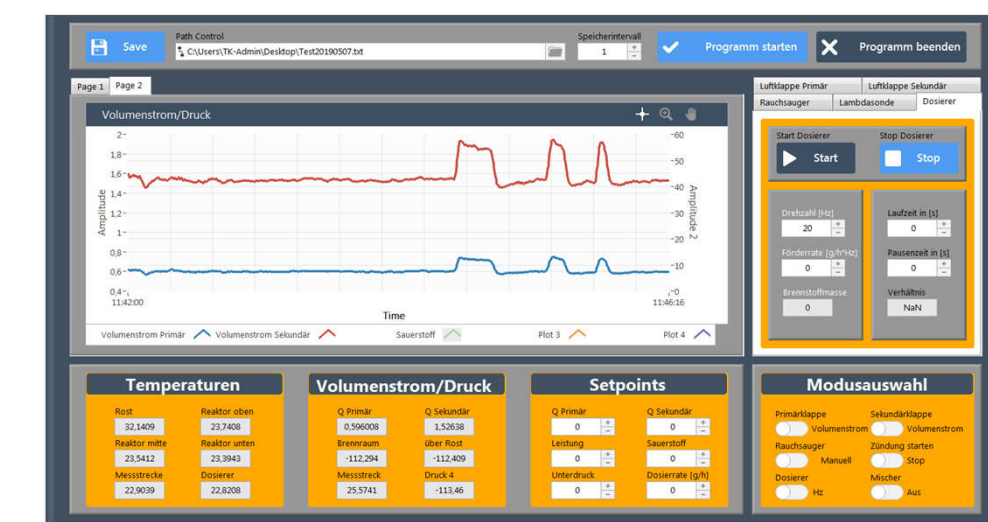 Path Control
Speicherintervall
Save
C:\Users\TK-Admin\Desktop\Test20190507.txt
1
Programm starten
Programm beenden
Page 1 Page 2
Luftklappe Primär Luftklappe Sekundär
Rauchsauger Lambdasonde Dosierer
Volumenstrom/Druck
2
1,8
1,6
1,4
1,2
1
0,8
0,6
0,4
Amplitude
60
50
40
30
20
10
0
Amplitude 2
11:42:00
11:46:16
Time
Volumenstrom Primär Volumenstrom Sekundär Sauerstoff Plot 3 Plot 4
Start Dosierer Stop Dosierer
Start Stop
Drehzahl [Hz] Laufzeit in [s]
20 0
Förderrate [g/h*Hz] Pausenzeit in [s]
0 0
Brennstoffmasse Verhältnis
0 NaN
Temperaturen
Rost Reaktor oben
32,1409 23,7408
Reaktor mitte Reaktor unten
23,5412 23,3943
Messstrecke Dosierer
22,9039 22,8208
Volumenstrom/Druck
Q Primär Q Sekundär
0,596008 1,52638
Brennraum über Rost
-112,294 -112,409
Messstreck Druck 4
25,5741 -113,46
Setpoints
Q Primär Q Sekundär
0 0
Leistung Sauerstoff
0 0
Unterdruck Dosierrate [g/h]
0 0
Modusauswahl
Primärklappe Sekundärklappe
Volumenstrom Volumenstrom
Rauchsauger Zündung starten
Manuell Stop
Dosierer Mischer
Hz Aus